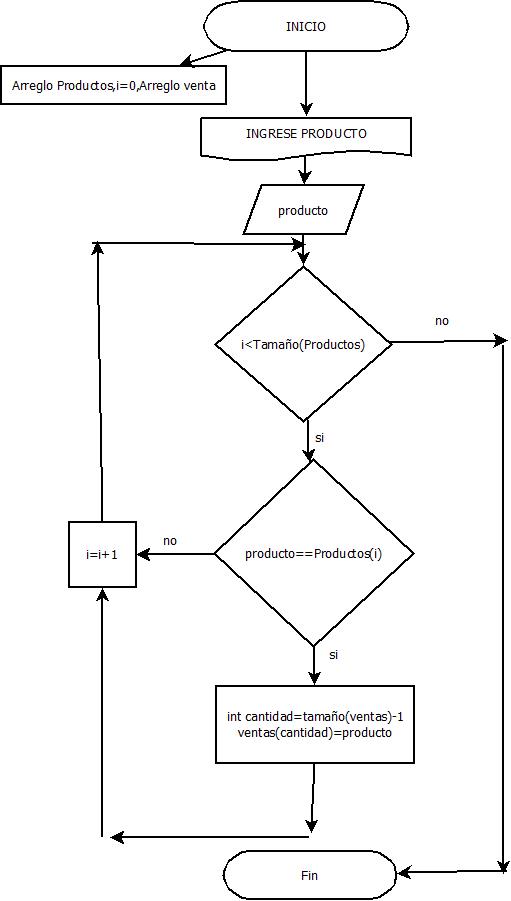 INICIO
Arreglo Productos,i=0,Arreglo venta
INGRESE PRODUCTO
producto
i<Tamaño(Productos)
no
si
producto==Productos(i)
no
i=i+1
si
int cantidad=tamaño(ventas)-1
ventas(cantidad)=producto
Fin